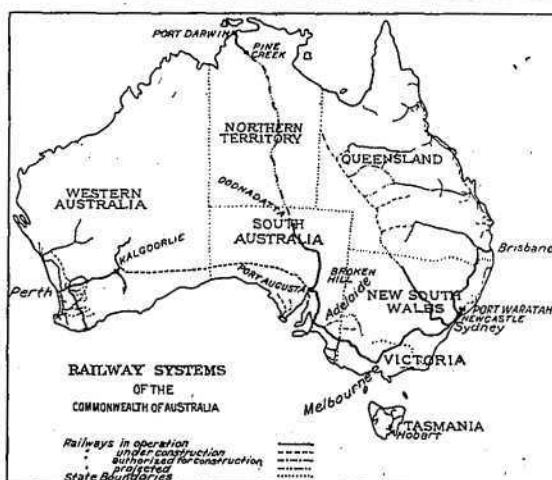 PORT DARWIN
PINE CREEK
NORTHERN
TERRITORY
QUEENSLAND
WESTERN
AUSTRALIA
OODNADATTA
SOUTH
AUSTRALIA
KALGOORLIE
Brisbane
PORT AUGUSTA
BROKEN
HILL
Perth
Adelaide
NEW SOUTH
WALES
PORT WARATAH
NEWCASTLE
Sydney
VICTORIA
Melbourne
RAILWAY SYSTEMS
OF THE
COMMONWEALTH OF AUSTRALIA
TASMANIA
Hobart
Railways in operation
" under construction
" authorized for construction
" projected
State Boundaries